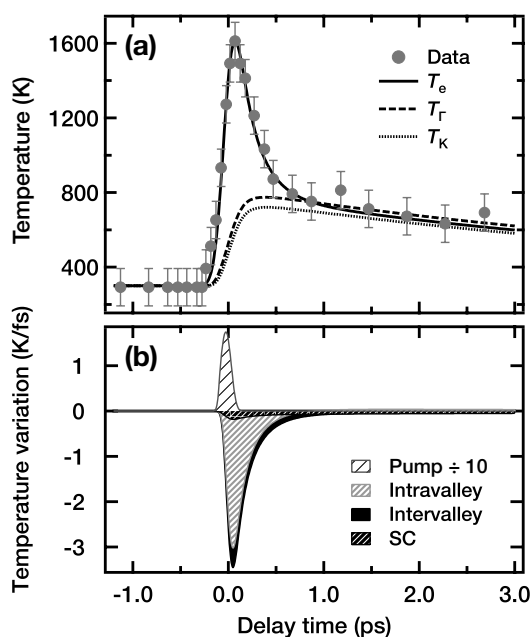 (a)
Temperature (K)
1600
1200
800
400
Data
Te
TΓ
TK
(b)
Temperature variation (K/fs)
1
0
-1
-2
-3
Pump ÷ 10
Intravalley
Intervalley
SC
-1.0 0.0 1.0 2.0 3.0
Delay time (ps)